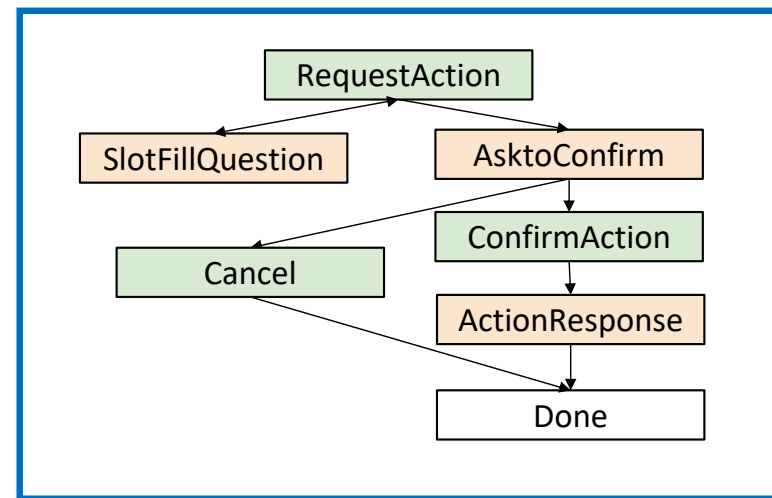 RequestAction
SlotFillQuestion
AsktoConfirm
ConfirmAction
Cancel
ActionResponse
Done